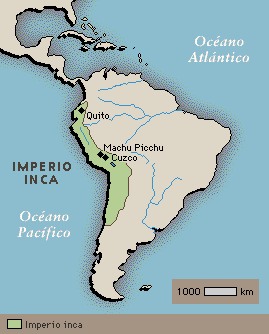 Océano
Atlántico
Quito
Machu Picchu
Cuzco
IMPERIO
INCA
Océano
Pacífico
1000 km
Imperio inca